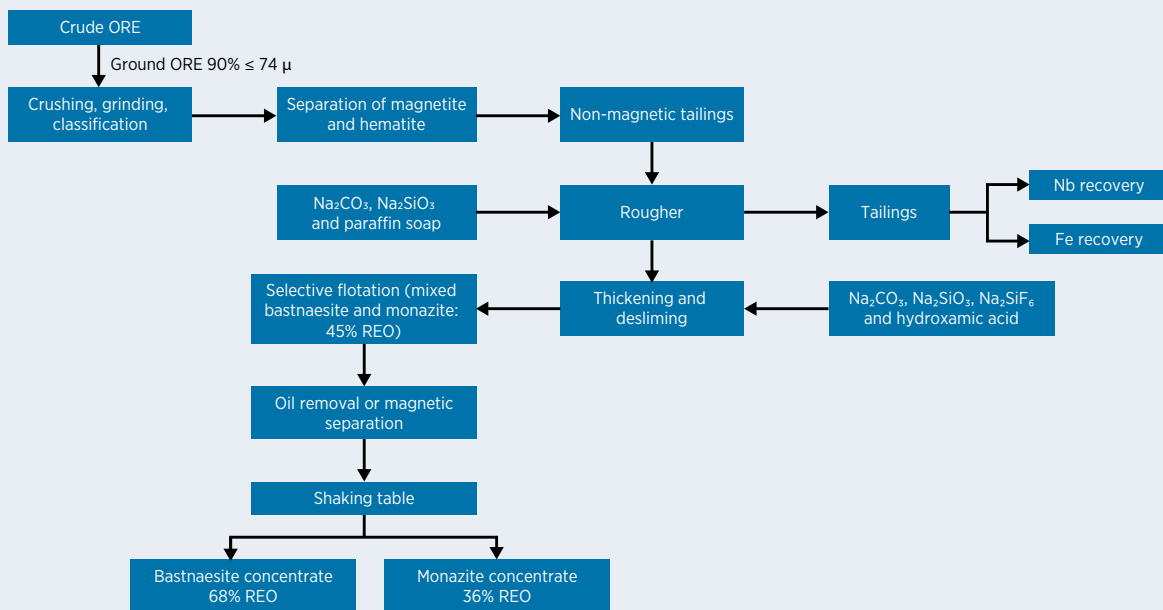 Crude ORE
Ground ORE 90% ≤ 74 μ
Crushing, grinding,
classification
Separation of magnetite
and hematite
Non-magnetic tailings
Na₂CO₃, Na₂SiO₃
and paraffin soap
Rougher
Tailings
Nb recovery
Fe recovery
Selective flotation (mixed
bastnaesite and monazite:
45% REO)
Thickening and
desliming
Na₂CO₃, Na₂SiO₃, Na₂SiF₆
and hydroxamic acid
Oil removal or magnetic
separation
Shaking table
Bastnaesite concentrate
68% REO
Monazite concentrate
36% REO